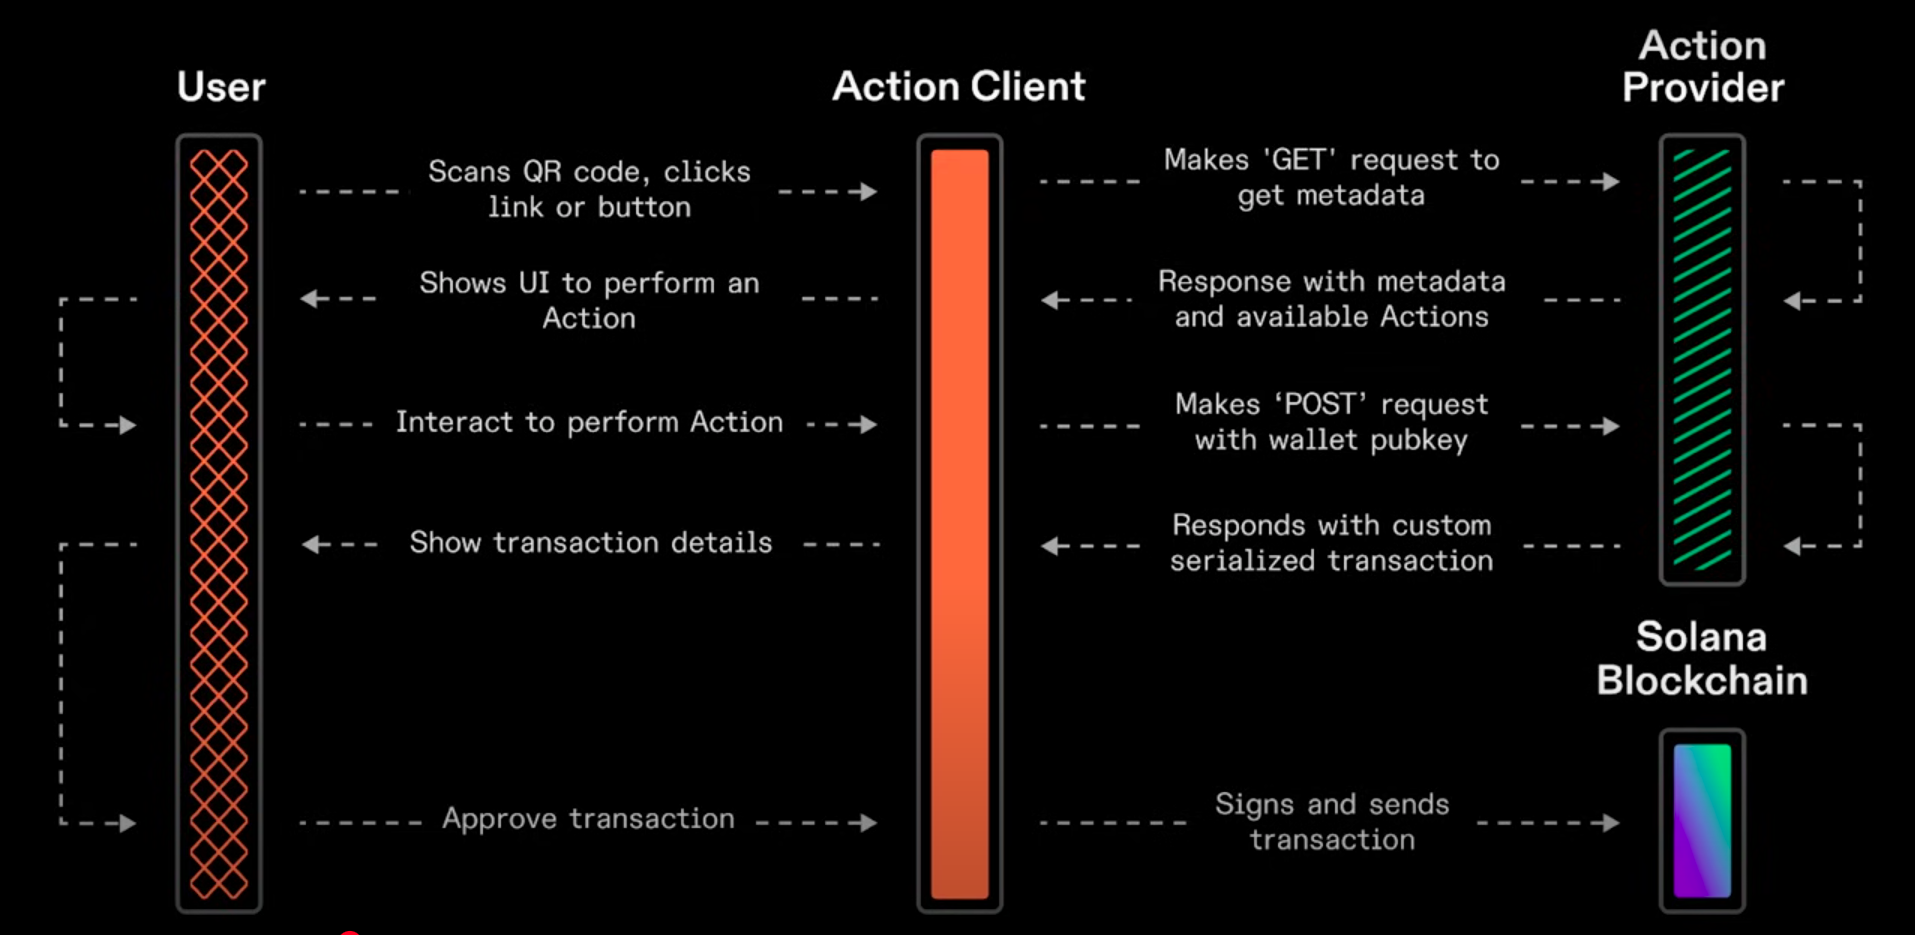 User
Action Client
Action
Provider
Scans QR code, clicks
link or button
Makes 'GET' request to
get metadata
Shows UI to perform an
Action
Response with metadata
and available Actions
Interact to perform Action
Makes ‘POST’ request
with wallet pubkey
Show transaction details
Responds with custom
serialized transaction
Solana
Blockchain
Approve transaction
Signs and sends
transaction